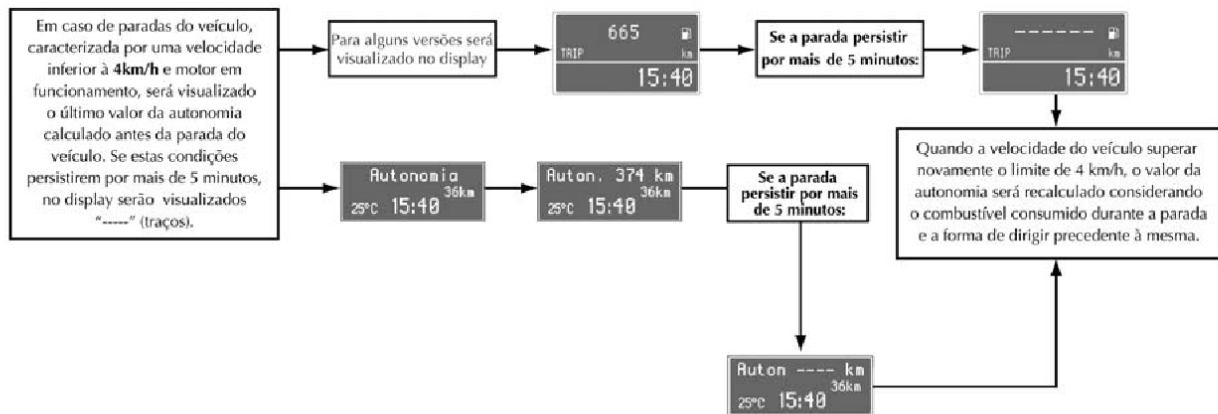 Em caso de paradas do veículo,
caracterizada por uma velocidade
inferior à 4km/h e motor em
funcionamento, será visualizado
o último valor da autonomia
calculado antes da parada do
veículo. Se estas condições
persistirem por mais de 5 minutos,
no display serão visualizados
“-----” (traços).
Para alguns versões será
visualizado no display
665
TRIP km
15:40
Se a parada persistir
por mais de 5 minutos:
------
TRIP km
15:40
Autonomia
36km
25°C 15:40
Auton. 374 km
36km
25°C 15:40
Se a parada
persistir por mais
de 5 minutos:
Auton ---- km
36km
25°C 15:40
Quando a velocidade do veículo superar
novamente o limite de 4 km/h, o valor da
autonomia será recalculado considerando
o combustível consumido durante a parada
e a forma de dirigir precedente à mesma.